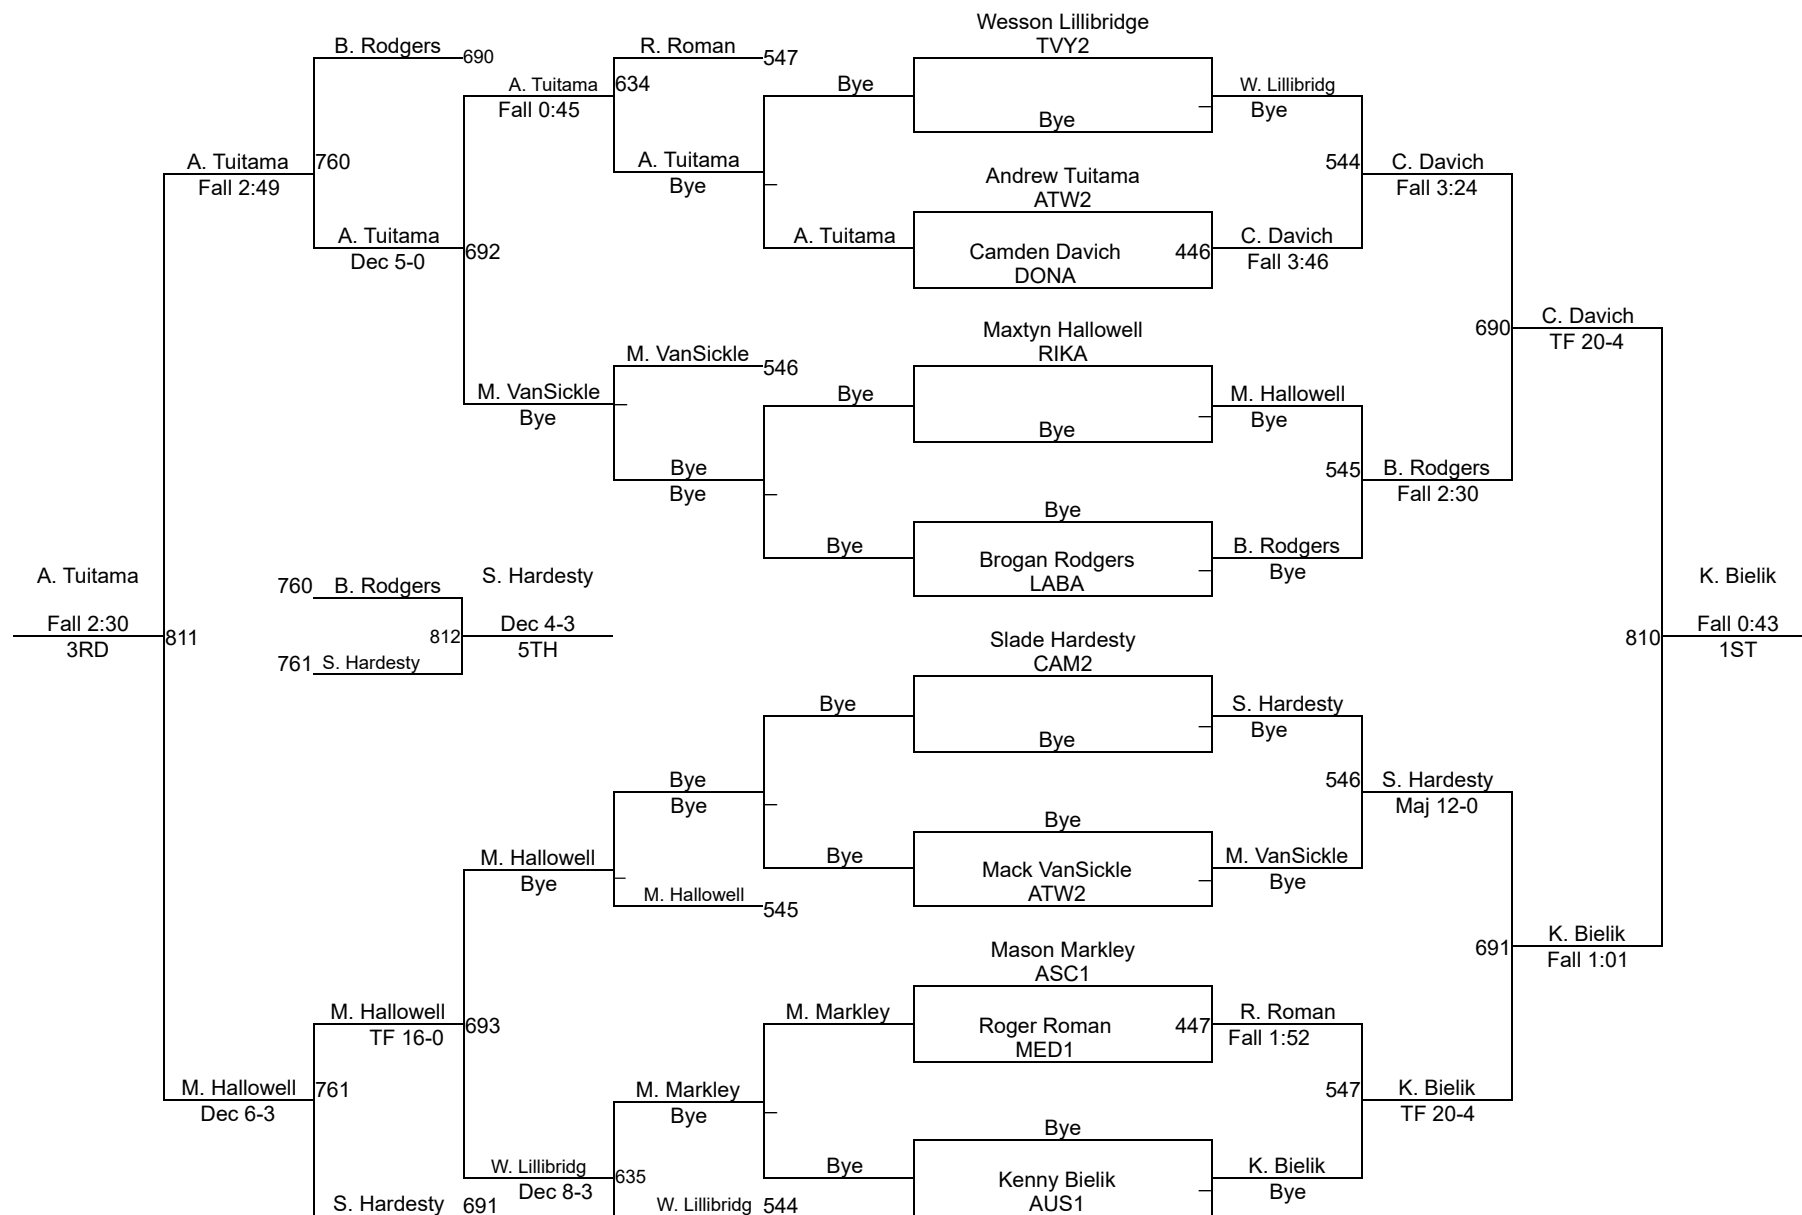 Wesson Lillibridge
B. Rodgers 690
R. Roman 547
TVY2
A. Tuitama 634
Bye
W. Lillibridg
Fall 0:45
Bye
Bye
A. Tuitama 760
A. Tuitama
544 C. Davich
Fall 2:49
Bye
Andrew Tuitama
Fall 3:24
ATW2
A. Tuitama 692
A. Tuitama
Camden Davich 446
C. Davich
Dec 5-0
DONA
Fall 3:46
Maxtyn Hallowell
690 C. Davich
M. VanSickle 546
RIKA
TF 20-4
M. VanSickle
Bye
M. Hallowell
Bye
Bye
Bye
Bye
545 B. Rodgers
Bye
Bye
Fall 2:30
Bye
Brogan Rodgers
B. Rodgers
LABA
Bye
A. Tuitama
760 B. Rodgers
S. Hardesty
K. Bielik
Fall 2:30
811
812
Dec 4-3
810
Fall 0:43
3RD
5TH
1ST
761 S. Hardesty
Slade Hardesty
CAM2
Bye
S. Hardesty
Bye
Bye
Bye
546 S. Hardesty
Bye
Maj 12-0
Bye
M. Hallowell
Bye
Mack VanSickle
M. VanSickle
Bye
ATW2
Bye
M. Hallowell 545
691 K. Bielik
Mason Markley
Fall 1:01
ASC1
M. Hallowell 693
M. Markley
Roger Roman 447
R. Roman
TF 16-0
MED1
Fall 1:52
M. Hallowell 761
M. Markley
547 K. Bielik
Dec 6-3
Bye
TF 20-4
Bye
W. Lillibridg 635
Bye
Kenny Bielik
K. Bielik
Dec 8-3
Bye
S. Hardesty 691
W. Lillibridg 544
AUS1